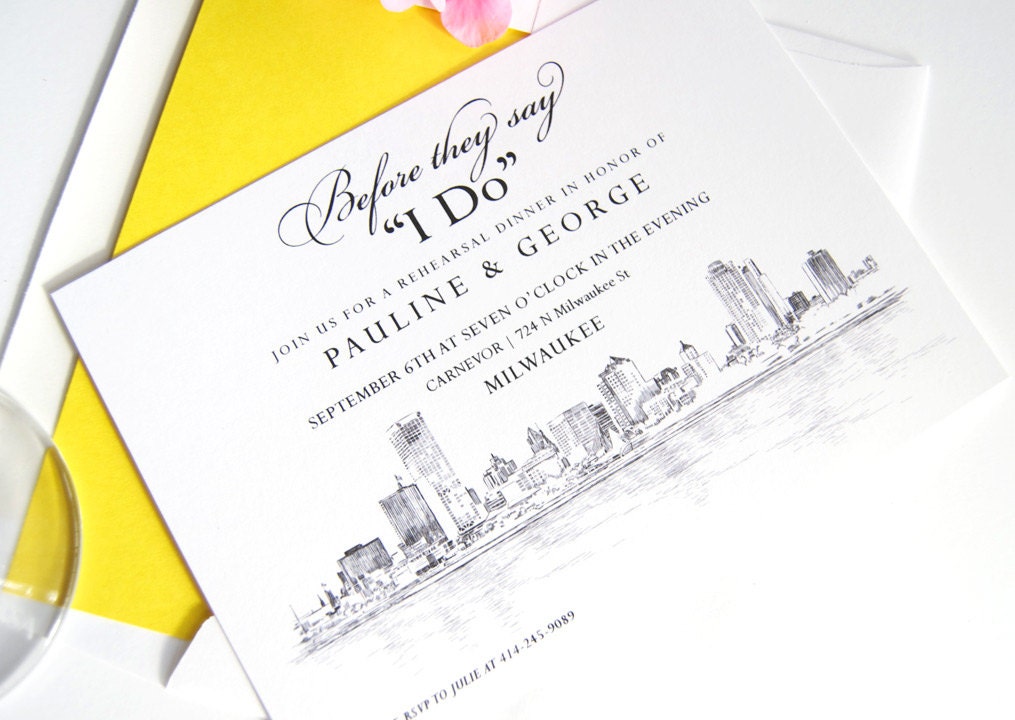 Before they say
“I Do”
JOIN US FOR A REHEARSAL DINNER IN HONOR OF
PAULINE & GEORGE
SEPTEMBER 6TH AT SEVEN O’CLOCK IN THE EVENING
CARNEVOR | 724 N Milwaukee St
MILWAUKEE
RSVP TO JULIE AT 414-245-9089